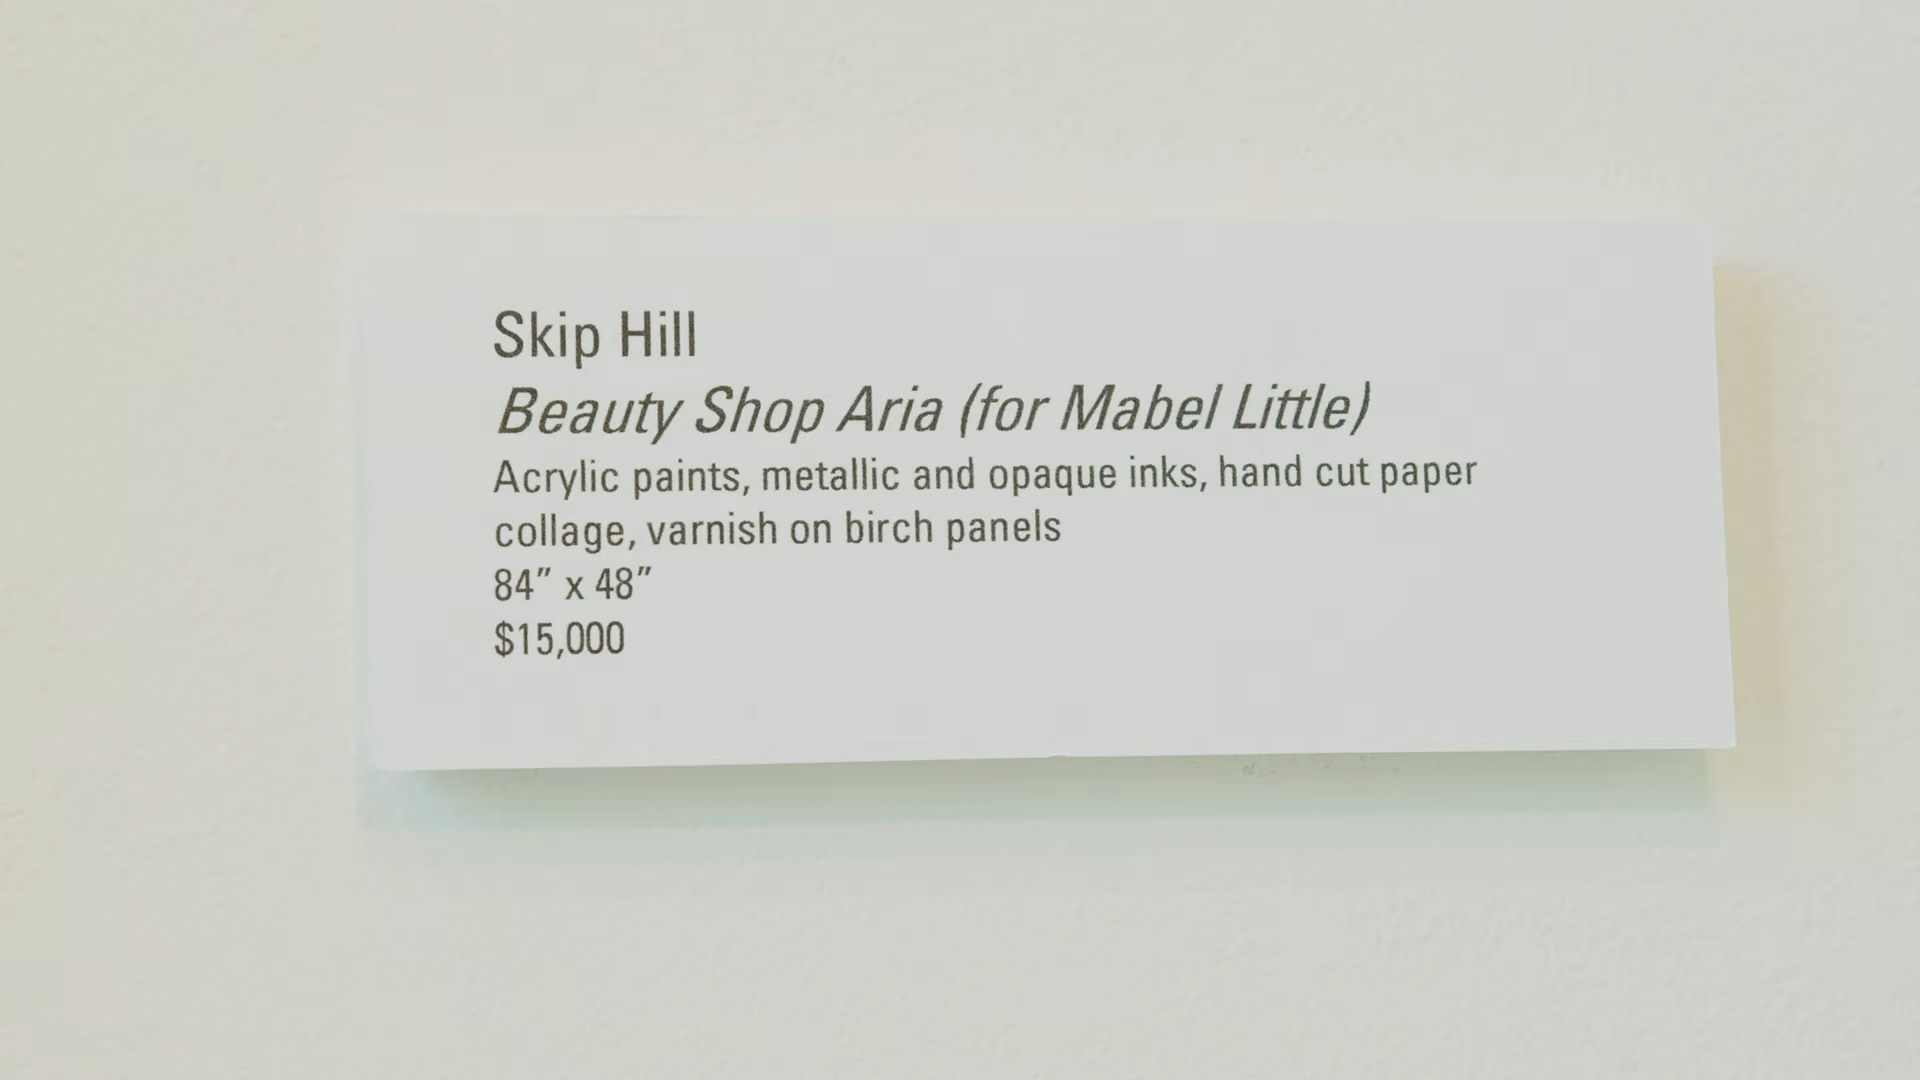 Skip Hill
Beauty Shop Aria (for Mabel Little)
Acrylic paints, metallic and opaque inks, hand cut paper
collage, varnish on birch panels
84″ x 48″
$15,000